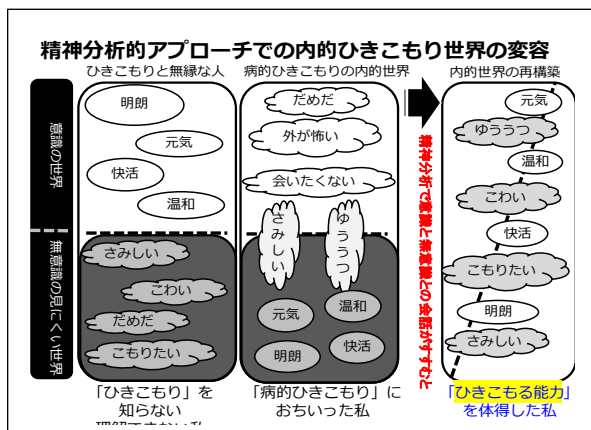 精神分析的アプローチでの内的ひきこもり世界の変容
ひきこもりと無縁な人
病的ひきこもりの内的世界
内的世界の再構築
意識の世界
無意識の見にくい世界
明朗
元気
快活
温和
さみしい
こわい
だめだ
こもりたい
だめだ
外が怖い
会いたくない
さみしい
ゆううつ
元気
温和
明朗
快活
精神分析で意識と無意識との会話がすすむと
元気
ゆううつ
温和
こわい
快活
こもりたい
明朗
さみしい
「ひきこもり」を
知らない
理解できない私
「病的ひきこもり」に
おちいった私
「ひきこもる能力」
を体得した私